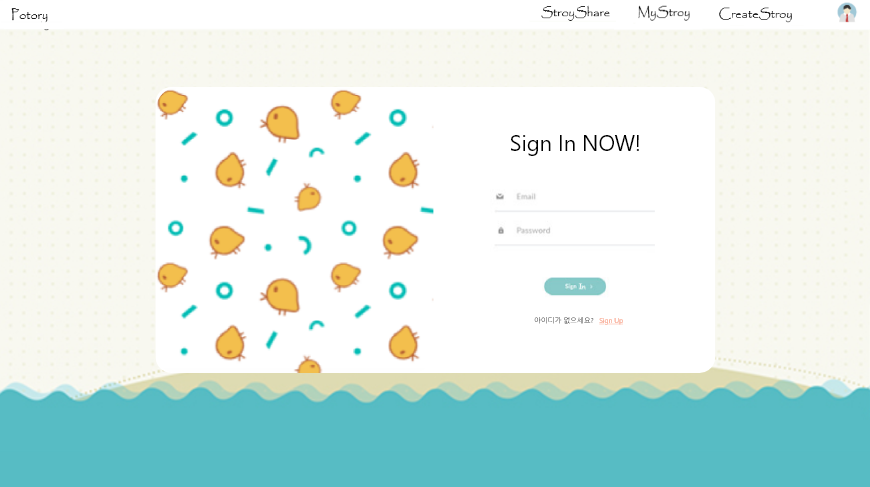 Potory
StroyShare
MyStroy
CreateStroy
Sign In NOW!
Email
Password
Sign In >
아이디가 없으세요? Sign Up